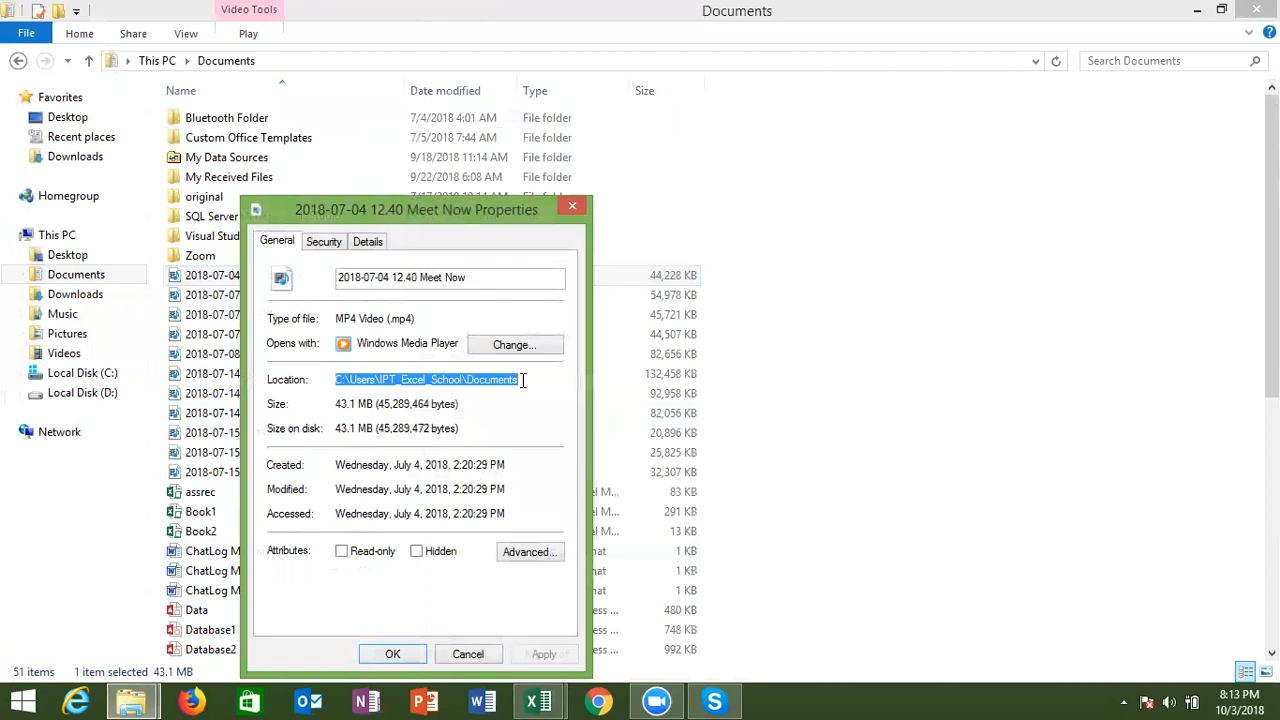 Video Tools
Documents
File
Home
Share
View
Play
This PC
Documents
Search Documents
Name
Date modified
Type
Size
Favorites
Desktop
Recent places
Downloads
Homegroup
This PC
Desktop
Documents
Downloads
Music
Pictures
Videos
Local Disk (C:)
Local Disk (D:)
Network
Bluetooth Folder 7/4/2018 4:01 AM File folder
Custom Office Templates 7/5/2018 7:44 AM File folder
My Data Sources 9/18/2018 11:14 AM File folder
My Received Files 9/22/2018 6:08 AM File folder
original File folder
SQL Server
Visual Stud
Zoom
2018-07-04 44,228 KB
2018-07-07 54,978 KB
2018-07-07 45,721 KB
2018-07-07 44,507 KB
2018-07-08 82,656 KB
2018-07-14 132,458 KB
2018-07-14 92,958 KB
2018-07-14 82,056 KB
2018-07-15 20,896 KB
2018-07-15 25,825 KB
2018-07-15 32,307 KB
assrec el M... 83 KB
Book1 el M... 291 KB
Book2 el M... 13 KB
ChatLog M mat 1 KB
ChatLog M mat 1 KB
ChatLog M mat 1 KB
Data ess ... 480 KB
Database1 ess ... 748 KB
Database2 ess ... 992 KB
2018-07-04 12.40 Meet Now Properties
General
Security
Details
2018-07-04 12.40 Meet Now
Type of file: MP4 Video (.mp4)
Opens with: Windows Media Player
Change...
Location: C:\Users\IPT_Excel_School\Documents
Size: 43.1 MB (45,289,464 bytes)
Size on disk: 43.1 MB (45,289,472 bytes)
Created: Wednesday, July 4, 2018, 2:20:29 PM
Modified: Wednesday, July 4, 2018, 2:20:29 PM
Accessed: Wednesday, July 4, 2018, 2:20:29 PM
Attributes: Read-only Hidden
Advanced...
OK
Cancel
Apply
51 items 1 item selected 43.1 MB
8:13 PM
10/3/2018